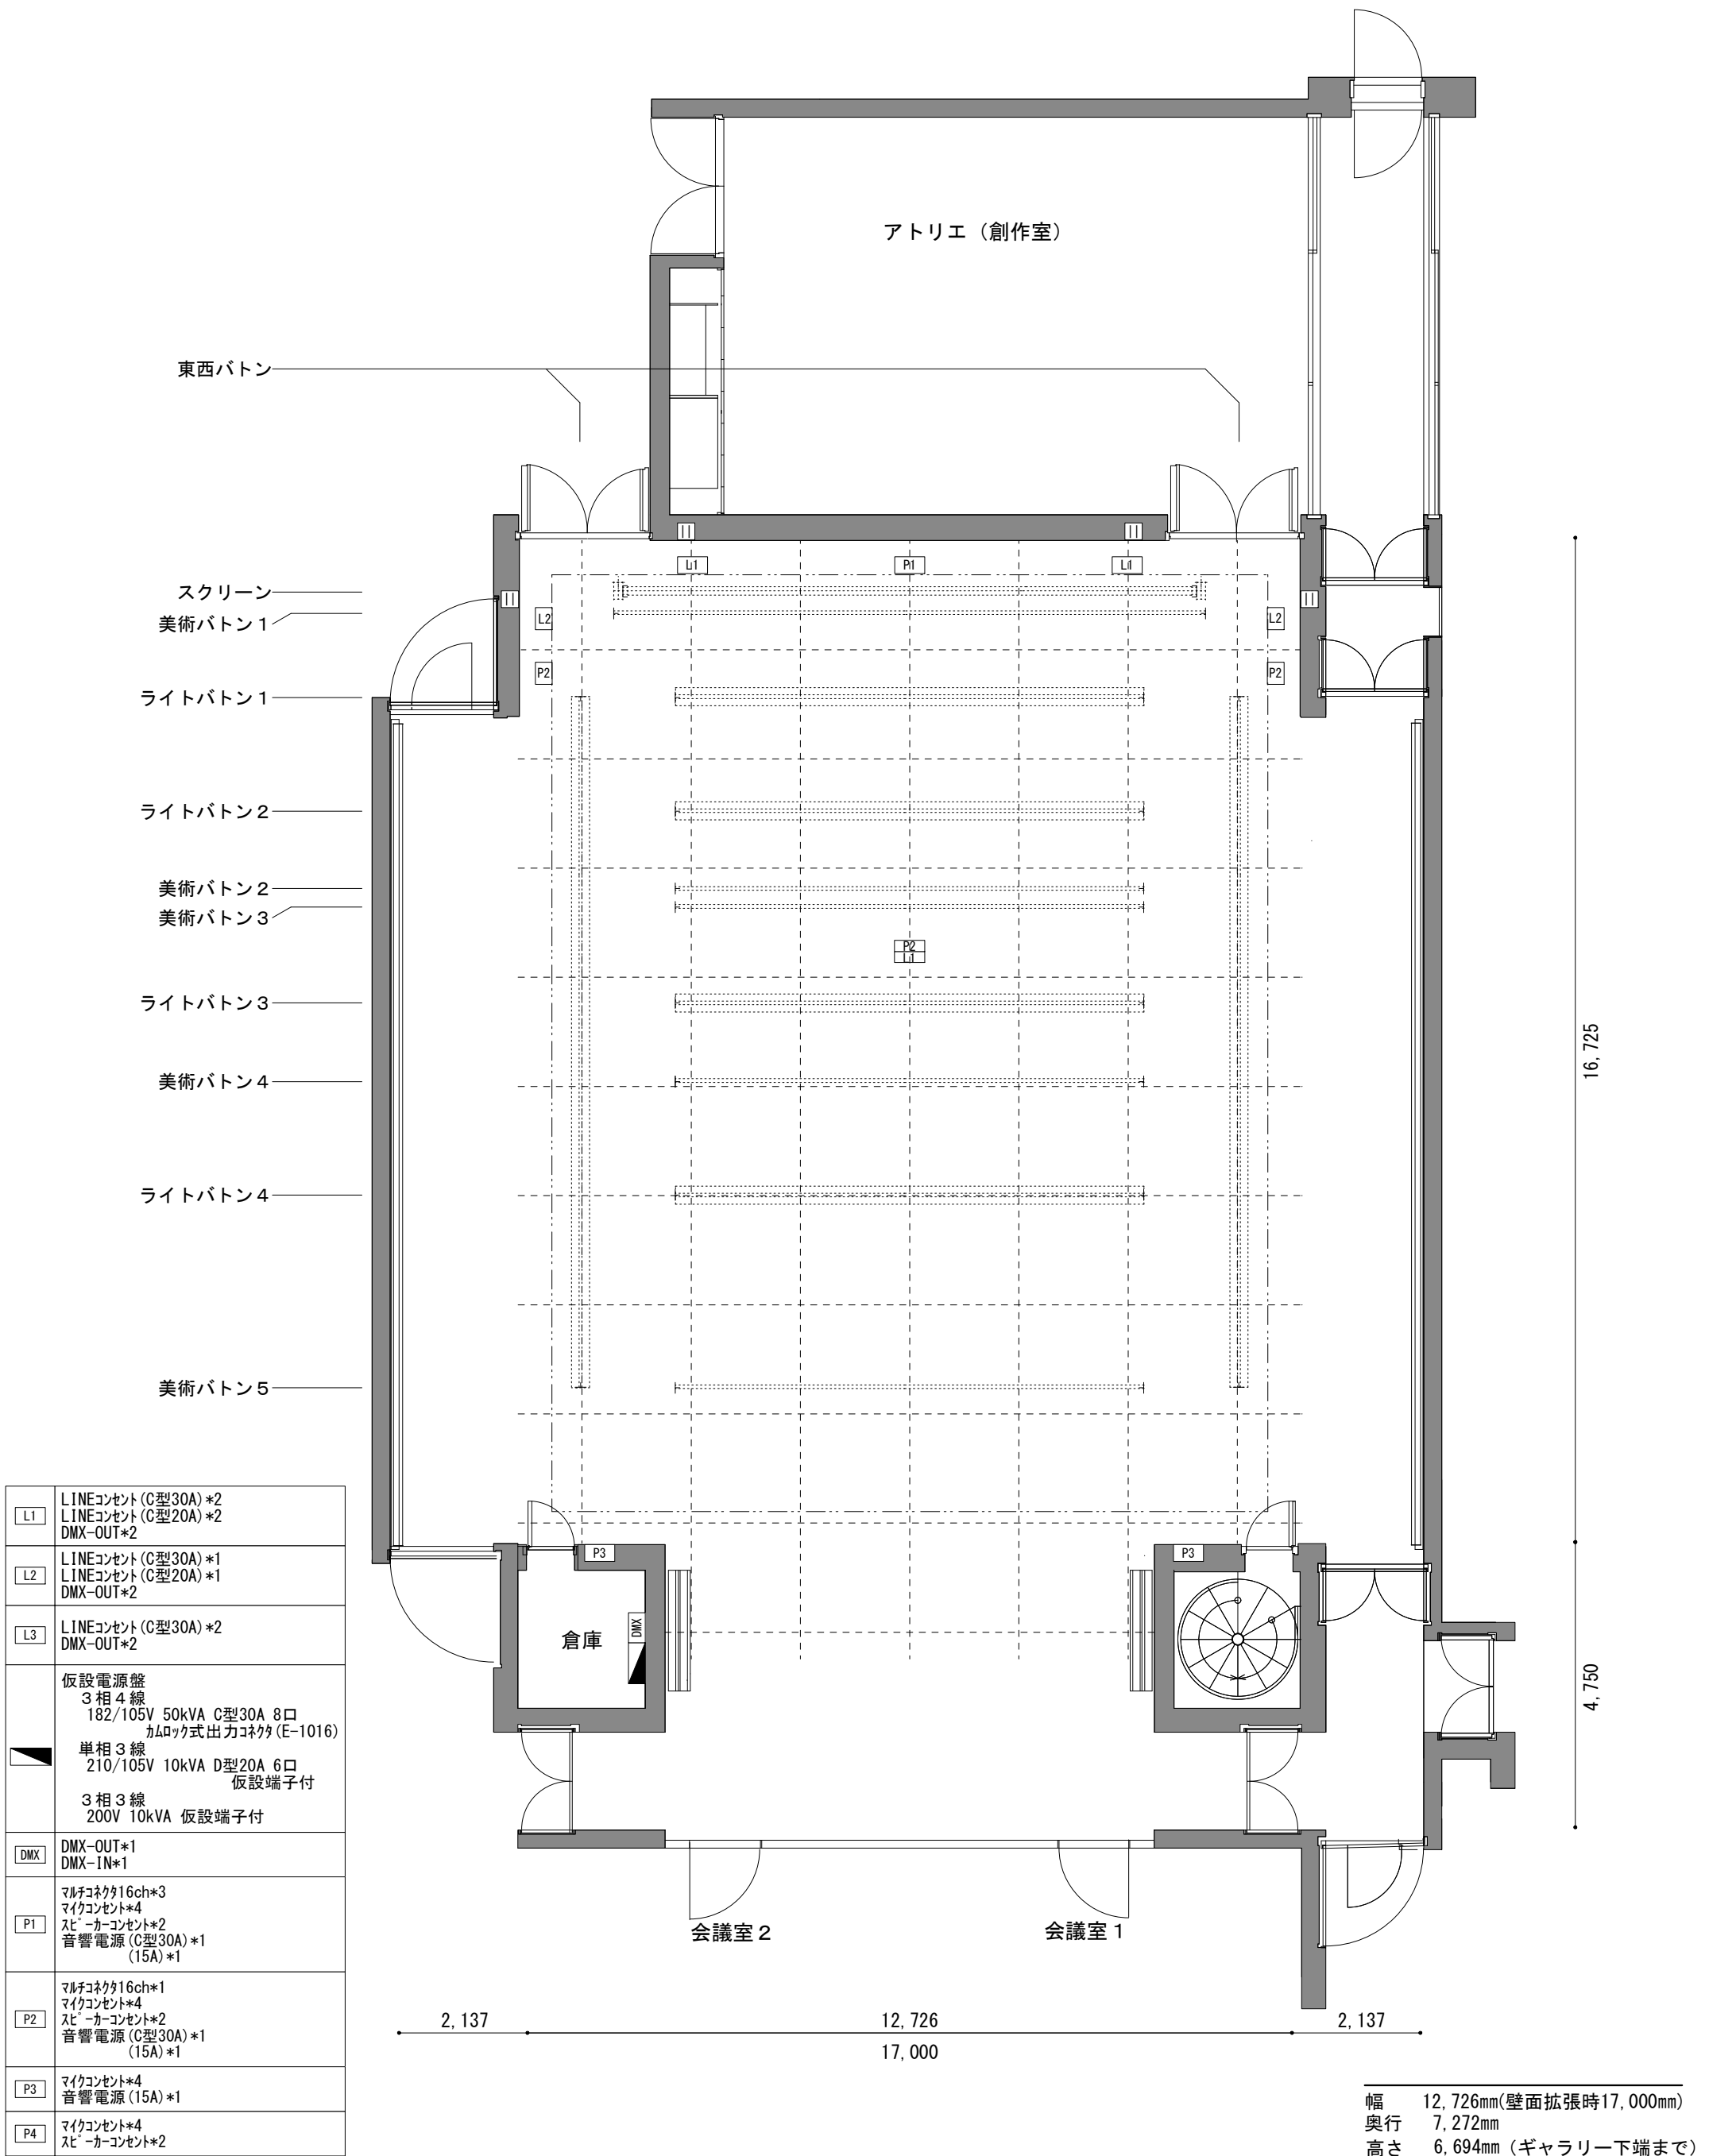 アトリエ（創作室）
東西バトン
L1
P1
L1
スクリーン
美術バトン１
L2
L2
P2
P2
ライトバトン１
ライトバトン２
美術バトン２
美術バトン３
P2
L1
ライトバトン３
16,725
美術バトン４
ライトバトン４
美術バトン５
P3
P3
倉庫
DMX
4,750
会議室２
会議室１
2,137
12,726
2,137
17,000
L1
LINEコンセント(C型30A)*2
LINEコンセント(C型20A)*2
DMX-OUT*2
L2
LINEコンセント(C型30A)*1
LINEコンセント(C型20A)*1
DMX-OUT*2
L3
LINEコンセント(C型30A)*2
DMX-OUT*2
仮設電源盤
３相４線
182/105V 50kVA C型30A 8口
カムロック式出力コネクタ(E-1016)
単相３線
210/105V 10kVA D型20A 6口
仮設端子付
３相３線
200V 10kVA 仮設端子付
DMX
DMX-OUT*1
DMX-IN*1
P1
マルチコネクタ16ch*3
マイクコンセント*4
スピーカーコンセント*2
音響電源(C型30A)*1
(15A)*1
P2
マルチコネクタ16ch*1
マイクコンセント*4
スピーカーコンセント*2
音響電源(C型30A)*1
(15A)*1
P3
マイクコンセント*4
音響電源(15A)*1
P4
マイクコンセント*4
スピーカーコンセント*2
幅 12,726mm(壁面拡張時17,000mm)
奥行 7,272mm
高さ 6,694mm（ギャラリー下端まで）